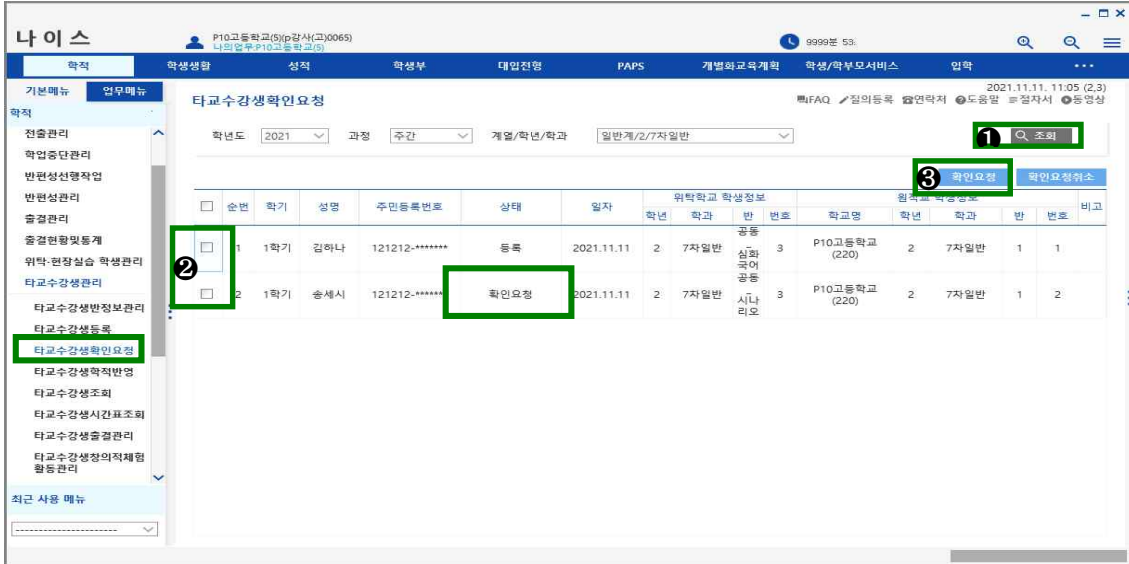 나이스
P10고등학교(5)(p강사(고)0065)
나의업무:P10고등학교(5)
9999분 53
학적 학생생활 성적 학생부 대입전형 PAPS 개별화교육계획 학생/학부모서비스 입학 ...
기본메뉴 업무메뉴
2021.11.11. 11:05 (2,3)
타교수강생확인요청
FAQ 질의등록 연락처 도움말 절자서 동영상
학적
전출관리
학업중단관리
반편성선행작업
반편성관리
출결관리
출결현황및통계
위탁·현장실습 학생관리
타교수강생관리
타교수강생반정보관리
타교수강생등록
타교수강생확인요청
타교수강생학적반영
타교수강생조회
타교수강생시간표조회
타교수강생출결관리
타교수강생창의적체험
활동관리
최근 사용 메뉴
----------------------
학년도 2021 과정 주간 계열/학년/학과 일반계/2/7차일반
❶ 조회
❸ 확인요청 확인요청취소
순번 학기 성명 주민등록번호 상태 일자 위탁학교 학생정보 원적교 학생정보 비고
학년 학과 반 번호 학교명 학년 학과 반 번호
❷
1 1학기 김하나 121212-******* 등록 2021.11.11 2 7차일반 공동_심화국어 3 P10고등학교(220) 2 7차일반 1 1
2 1학기 송세시 121212-****** 확인요청 2021.11.11 2 7차일반 공동_시나리오 3 P10고등학교(220) 2 7차일반 1 2